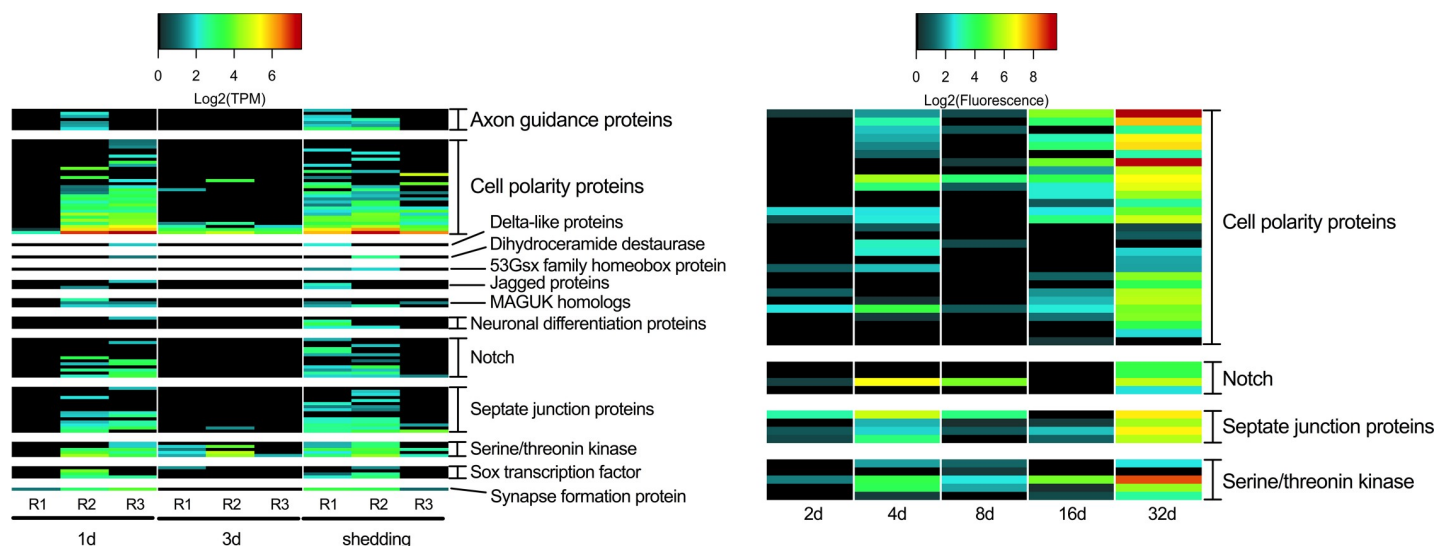 0 2 4 6
Log2(TPM)
Axon guidance proteins
Cell polarity proteins
Delta-like proteins
Dihydroceramide destaurase
53Gsx family homeobox protein
Jagged proteins
MAGUK homologs
Neuronal differentiation proteins
Notch
Septate junction proteins
Serine/threonin kinase
Sox transcription factor
Synapse formation protein
R1 R2 R3 R1 R2 R3 R1 R2 R3
1d 3d shedding
0 2 4 6 8
Log2(Fluorescence)
Cell polarity proteins
Notch
Septate junction proteins
Serine/threonin kinase
2d 4d 8d 16d 32d